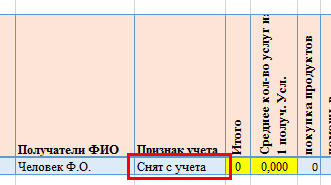 Получатели ФИО
Признак учета
Итого
Среднее кол-во услуг на
1 получ. Усл.
покупка продуктов
Человек Ф.О.
Снят с учета
0
0,000
0